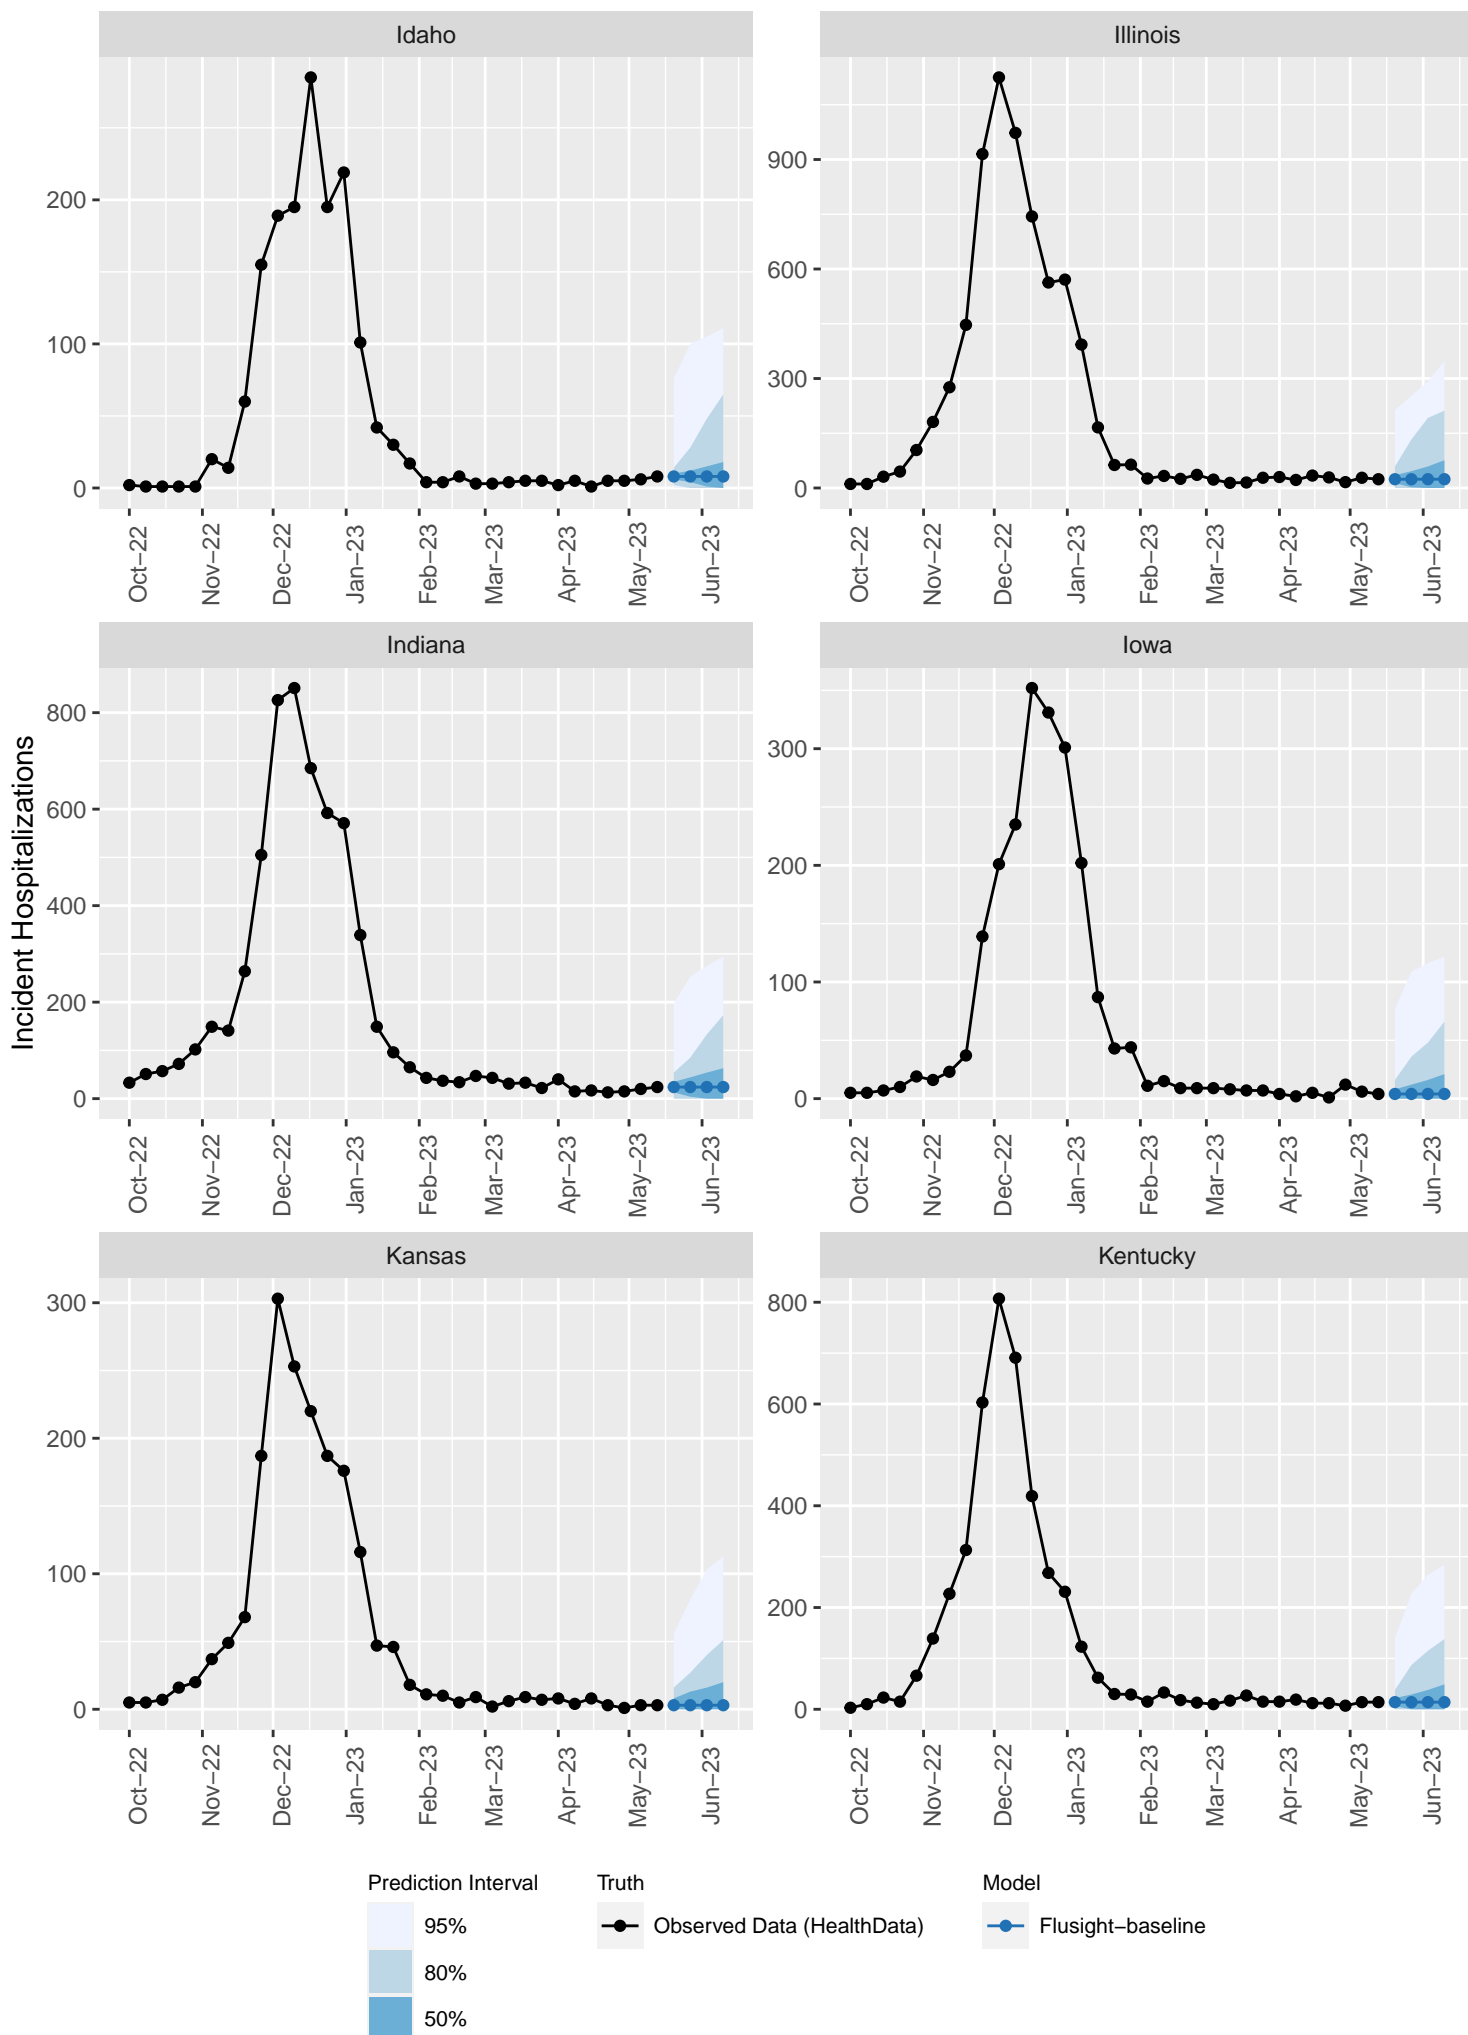 Idaho
Illinois
200
100
0
Oct−22
Nov−22
Dec−22
Jan−23
Feb−23
Mar−23
Apr−23
May−23
Jun−23
900
600
300
0
Oct−22
Nov−22
Dec−22
Jan−23
Feb−23
Mar−23
Apr−23
May−23
Jun−23
Incident Hospitalizations
Indiana
Iowa
800
600
400
200
0
Oct−22
Nov−22
Dec−22
Jan−23
Feb−23
Mar−23
Apr−23
May−23
Jun−23
300
200
100
0
Oct−22
Nov−22
Dec−22
Jan−23
Feb−23
Mar−23
Apr−23
May−23
Jun−23
Kansas
Kentucky
300
200
100
0
Oct−22
Nov−22
Dec−22
Jan−23
Feb−23
Mar−23
Apr−23
May−23
Jun−23
800
600
400
200
0
Oct−22
Nov−22
Dec−22
Jan−23
Feb−23
Mar−23
Apr−23
May−23
Jun−23
Prediction Interval
95%
80%
50%
Truth
Observed Data (HealthData)
Model
Flusight−baseline